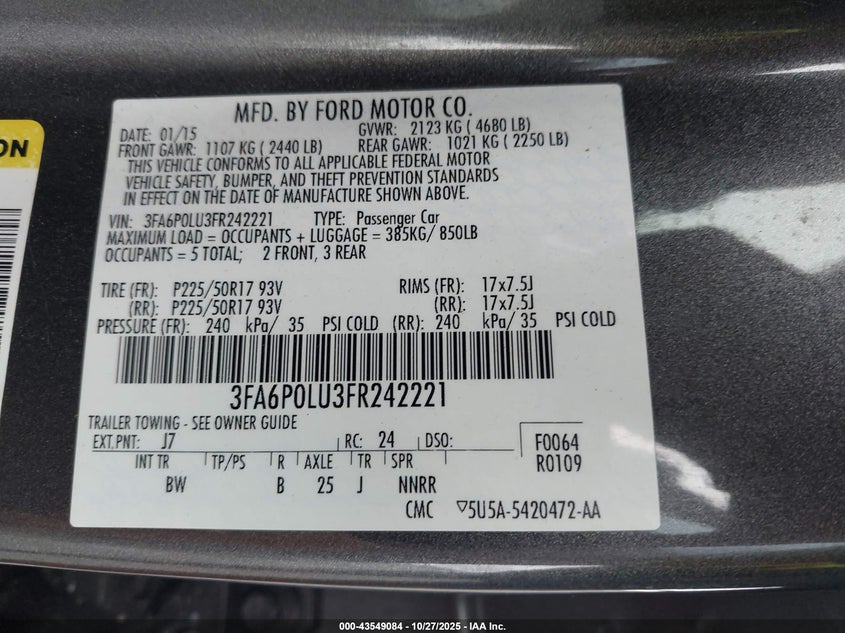 MFD. BY FORD MOTOR CO.
DATE: 01/15 GVWR: 2123 KG ( 4680 LB)
FRONT GAWR: 1107 KG ( 2440 LB) REAR GAWR: 1021 KG ( 2250 LB)
THIS VEHICLE CONFORMS TO ALL APPLICABLE FEDERAL MOTOR
VEHICLE SAFETY, BUMPER, AND THEFT PREVENTION STANDARDS
IN EFFECT ON THE DATE OF MANUFACTURE SHOWN ABOVE.
VIN: 3FA6P0LU3FR242221 TYPE: Passenger Car
MAXIMUM LOAD = OCCUPANTS + LUGGAGE = 385KG/ 850LB
OCCUPANTS = 5 TOTAL; 2 FRONT, 3 REAR
TIRE (FR): P225/50R17 93V RIMS (FR): 17x7.5J
(RR): P225/50R17 93V (RR): 17x7.5J
PRESSURE (FR): 240 kPa/ 35 PSI COLD (RR): 240 kPa/ 35 PSI COLD
3FA6P0LU3FR242221
TRAILER TOWING - SEE OWNER GUIDE
EXT.PNT: J7 RC: 24 DSO: F0064
R0109
INT TR TP/PS R AXLE TR SPR
BW B 25 J NNRR
CMC ▽5U5A-5420472-AA
ON
000-43549084 - 10/27/2025 - IAA Inc.